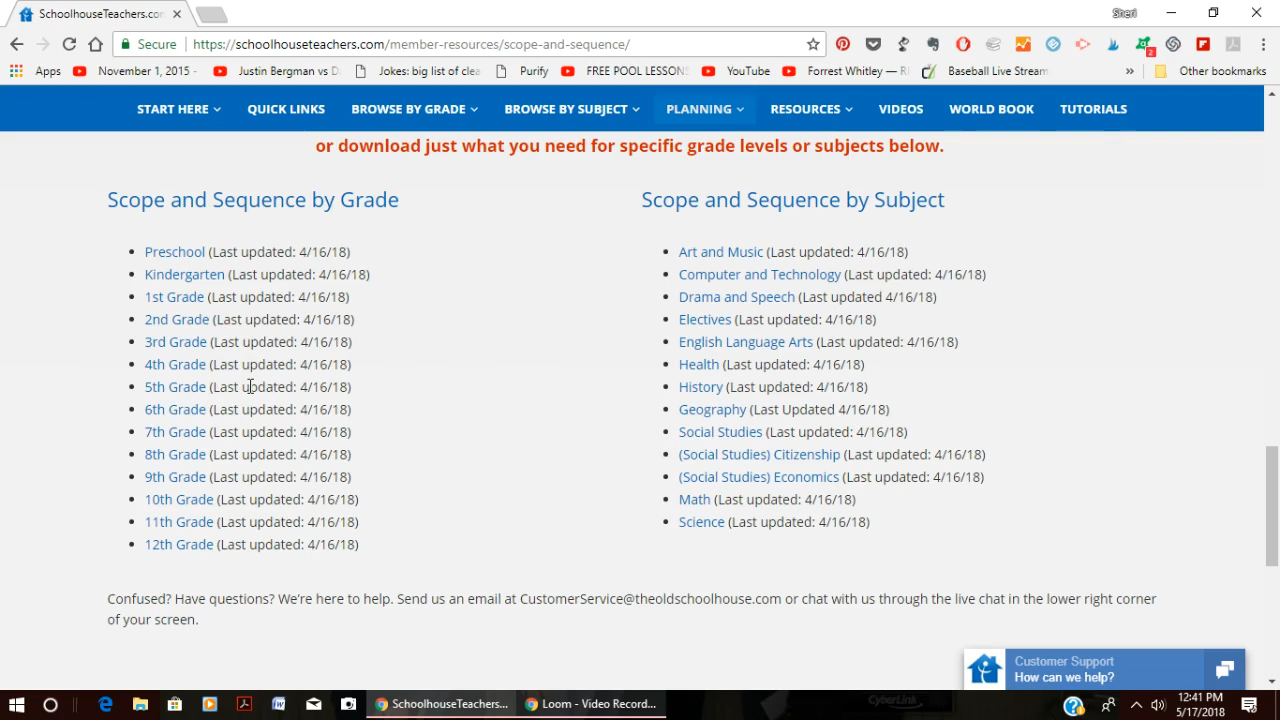 SchoolhouseTeachers.con
Sheri
Secure
https://schoolhouseteachers.com/member-resources/scope-and-sequence/
2
Apps
November 1, 2015 -
Justin Bergman vs Da
Jokes: big list of clea
Purify
FREE POOL LESSONS
YouTube
Forrest Whitley — RH
Baseball Live Stream
»
Other bookmarks
START HERE
QUICK LINKS
BROWSE BY GRADE
BROWSE BY SUBJECT
PLANNING
RESOURCES
VIDEOS
WORLD BOOK
TUTORIALS
or download just what you need for specific grade levels or subjects below.
Scope and Sequence by Grade
• Preschool (Last updated: 4/16/18)
• Kindergarten (Last updated: 4/16/18)
• 1st Grade (Last updated: 4/16/18)
• 2nd Grade (Last updated: 4/16/18)
• 3rd Grade (Last updated: 4/16/18)
• 4th Grade (Last updated: 4/16/18)
• 5th Grade (Last updated: 4/16/18)
• 6th Grade (Last updated: 4/16/18)
• 7th Grade (Last updated: 4/16/18)
• 8th Grade (Last updated: 4/16/18)
• 9th Grade (Last updated: 4/16/18)
• 10th Grade (Last updated: 4/16/18)
• 11th Grade (Last updated: 4/16/18)
• 12th Grade (Last updated: 4/16/18)
Scope and Sequence by Subject
• Art and Music (Last updated: 4/16/18)
• Computer and Technology (Last updated: 4/16/18)
• Drama and Speech (Last updated 4/16/18)
• Electives (Last updated: 4/16/18)
• English Language Arts (Last updated: 4/16/18)
• Health (Last updated: 4/16/18)
• History (Last updated: 4/16/18)
• Geography (Last Updated 4/16/18)
• Social Studies (Last updated: 4/16/18)
• (Social Studies) Citizenship (Last updated: 4/16/18)
• (Social Studies) Economics (Last updated: 4/16/18)
• Math (Last updated: 4/16/18)
• Science (Last updated: 4/16/18)
Confused? Have questions? We're here to help. Send us an email at CustomerService@theoldschoolhouse.com or chat with us through the live chat in the lower right corner
of your screen.
Customer Support
How can we help?
SchoolhouseTeachers...
Loom - Video Record...
CyberLink
12:41 PM
5/17/2018